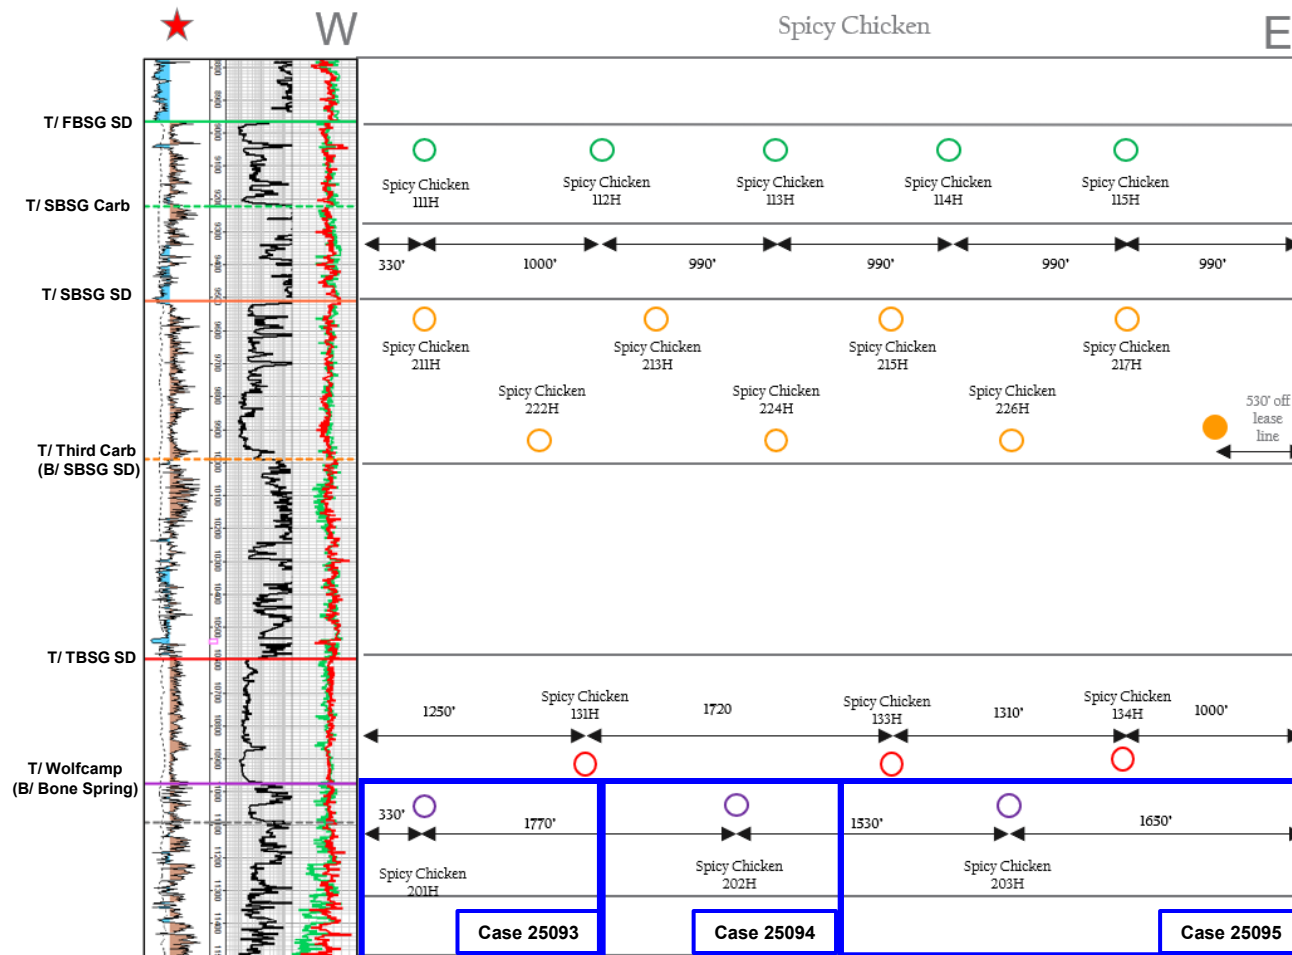 W
Spicy Chicken
E
T/ FBSG SD
Spicy Chicken
111H
Spicy Chicken
112H
Spicy Chicken
113H
Spicy Chicken
114H
Spicy Chicken
115H
T/ SBSG Carb
330'
1000'
990'
990'
990'
990'
T/ SBSG SD
Spicy Chicken
211H
Spicy Chicken
213H
Spicy Chicken
215H
Spicy Chicken
217H
Spicy Chicken
222H
Spicy Chicken
224H
Spicy Chicken
226H
530' off
lease
line
T/ Third Carb
(B/ SBSG SD)
T/ TBSG SD
1250'
Spicy Chicken
131H
1720
Spicy Chicken
133H
1310'
Spicy Chicken
134H
1000'
T/ Wolfcamp
(B/ Bone Spring)
330'
1770'
1530'
1650'
Spicy Chicken
201H
Spicy Chicken
202H
Spicy Chicken
203H
Case 25093
Case 25094
Case 25095